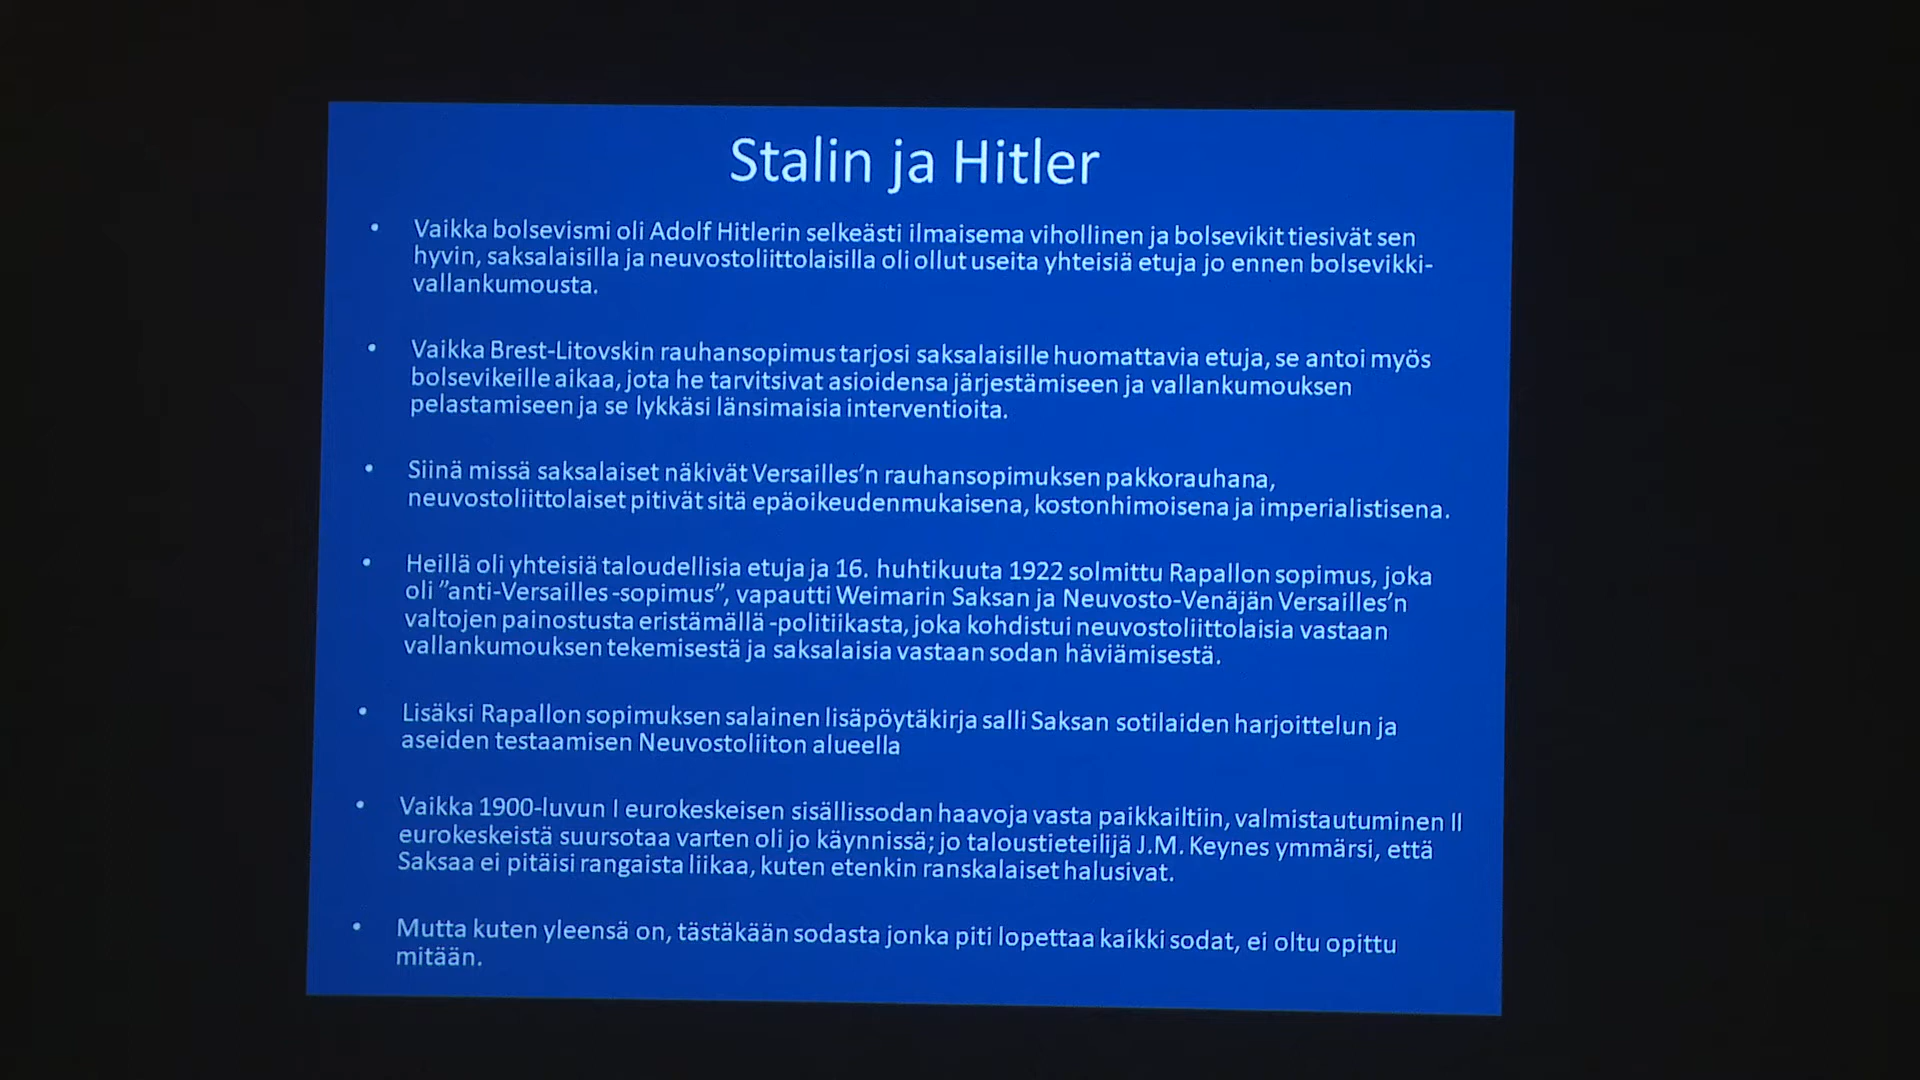 Stalin ja Hitler
• Vaikka bolsevismi oli Adolf Hitlerin selkeästi ilmaisema vihollinen ja bolsevikit tiesivät sen
hyvin, saksalaisilla ja neuvostoliittolaisilla oli ollut useita yhteisiä etuja jo ennen bolsevikki-
vallankumousta.
• Vaikka Brest-Litovskin rauhansopimus tarjosi saksalaisille huomattavia etuja, se antoi myös
bolsevikeille aikaa, jota he tarvitsivat asioidensa järjestämiseen ja vallankumouksen
pelastamiseen ja se lykkäsi länsimaisia interventioita.
• Siinä missä saksalaiset näkivät Versailles’n rauhansopimuksen pakkorauhana,
neuvostoliittolaiset pitivät sitä epäoikeudenmukaisena, kostonhimoisena ja imperialistisena.
• Heillä oli yhteisiä taloudellisia etuja ja 16. huhtikuuta 1922 solmittu Rapallon sopimus, joka
oli ”anti-Versailles -sopimus”, vapautti Weimarin Saksan ja Neuvosto-Venäjän Versailles’n
valtojen painostusta eristämällä -politiikasta, joka kohdistui neuvostoliittolaisia vastaan
vallankumouksen tekemisestä ja saksalaisia vastaan sodan häviämisestä.
• Lisäksi Rapallon sopimuksen salainen lisäpöytäkirja salli Saksan sotilaiden harjoittelun ja
aseiden testaamisen Neuvostoliiton alueella
• Vaikka 1900-luvun I eurokeskeisen sisällissodan haavoja vasta paikkailtiin, valmistautuminen II
eurokeskeistä suursotaa varten oli jo käynnissä; jo taloustieteilijä J.M. Keynes ymmärsi, että
Saksaa ei pitäisi rangaista liikaa, kuten etenkin ranskalaiset halusivat.
• Mutta kuten yleensä on, tästäkään sodasta jonka piti lopettaa kaikki sodat, ei oltu opittu
mitään.